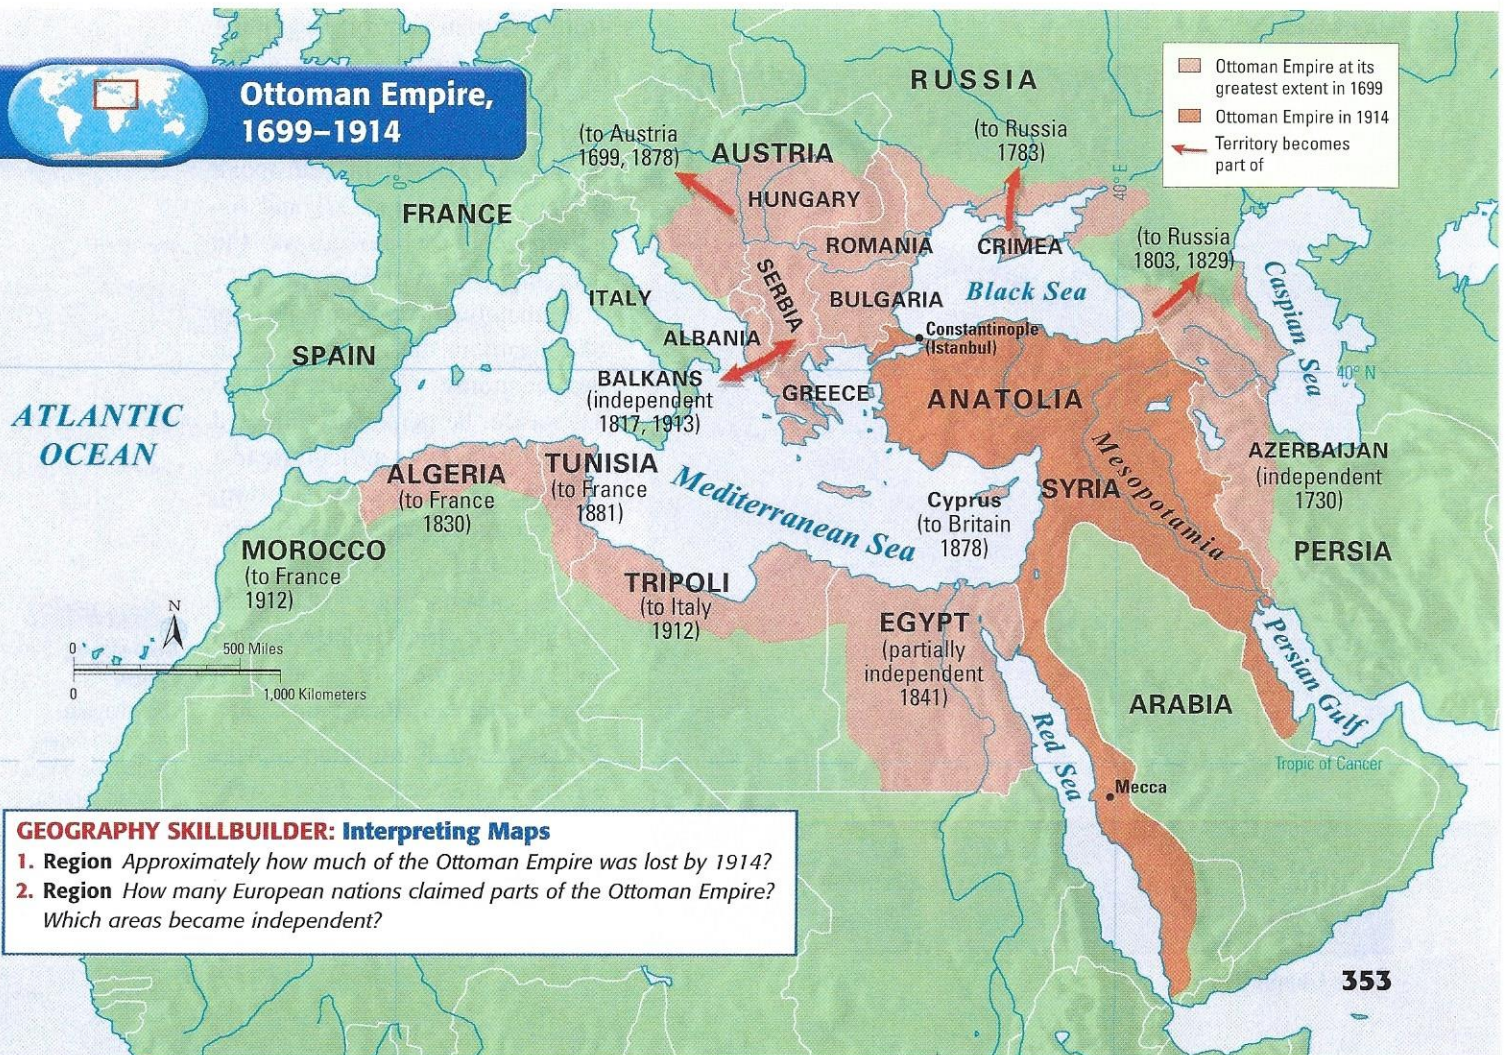 Ottoman Empire,
1699–1914
Ottoman Empire at its
greatest extent in 1699
Ottoman Empire in 1914
Territory becomes
part of
RUSSIA
(to Austria
1699, 1878)
AUSTRIA
(to Russia
1783)
40° E
0°
HUNGARY
FRANCE
ROMANIA
CRIMEA
(to Russia
1803, 1829)
SERBIA
BULGARIA
Black Sea
Caspian Sea
ITALY
ALBANIA
Constantinople
(Istanbul)
SPAIN
BALKANS
(independent
1817, 1913)
GREECE
ANATOLIA
40° N
ATLANTIC
OCEAN
ALGERIA
(to France
1830)
TUNISIA
(to France
1881)
Mediterranean Sea
Cyprus
(to Britain
1878)
SYRIA
Mesopotamia
AZERBAIJAN
(independent
1730)
PERSIA
MOROCCO
(to France
1912)
TRIPOLI
(to Italy
1912)
EGYPT
(partially
independent
1841)
N
0
500 Miles
0
1,000 Kilometers
Persian Gulf
ARABIA
Red Sea
Tropic of Cancer
Mecca
GEOGRAPHY SKILLBUILDER: Interpreting Maps
1. Region Approximately how much of the Ottoman Empire was lost by 1914?
2. Region How many European nations claimed parts of the Ottoman Empire?
Which areas became independent?
353